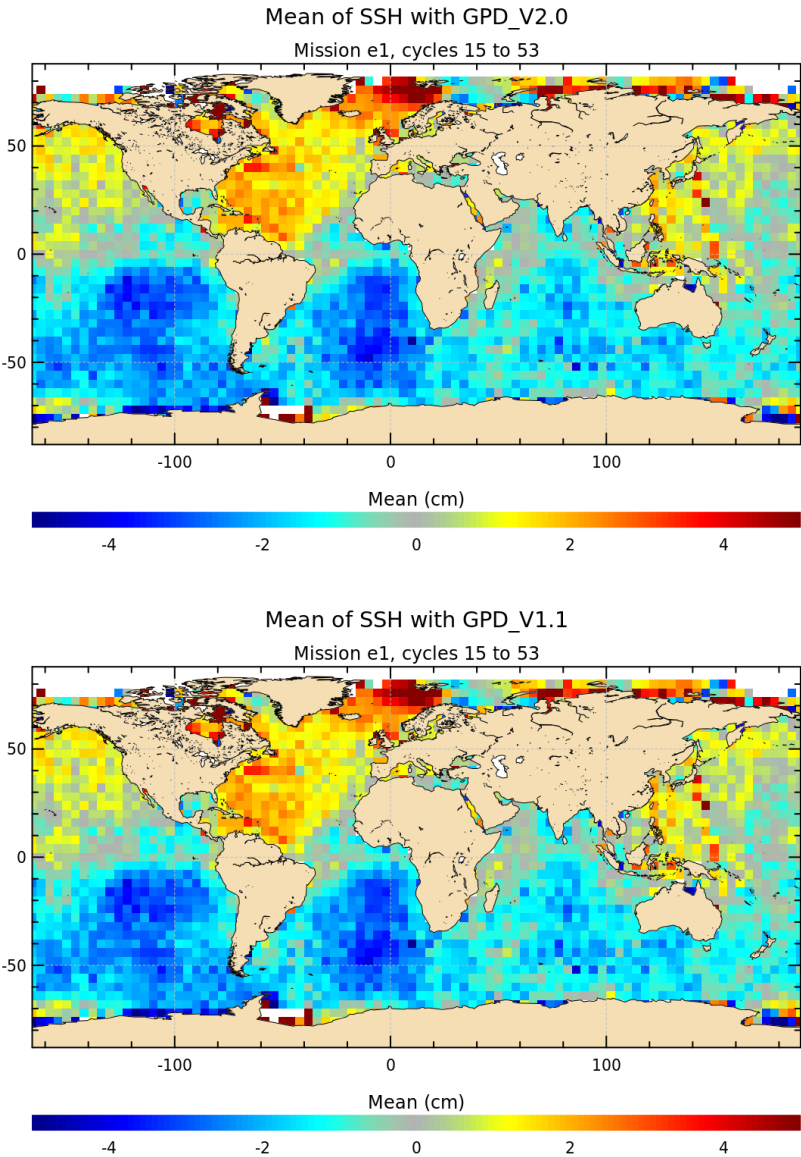 Mean of SSH with GPD_V2.0
Mission e1, cycles 15 to 53
50
0
-50
-100 0 100
Mean (cm)
-4 -2 0 2 4
Mean of SSH with GPD_V1.1
Mission e1, cycles 15 to 53
50
0
-50
-100 0 100
Mean (cm)
-4 -2 0 2 4